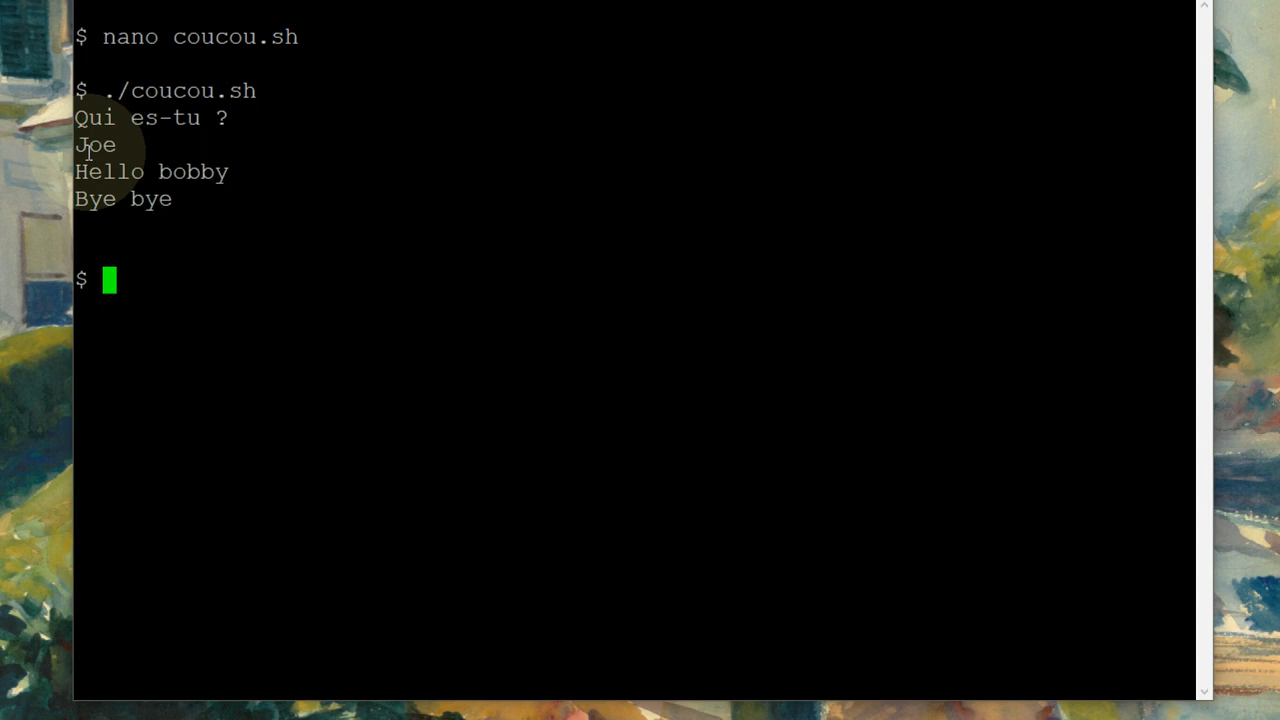 $ nano coucou.sh
$ ./coucou.sh
Qui es-tu ?
Joe
Hello bobby
Bye bye
$